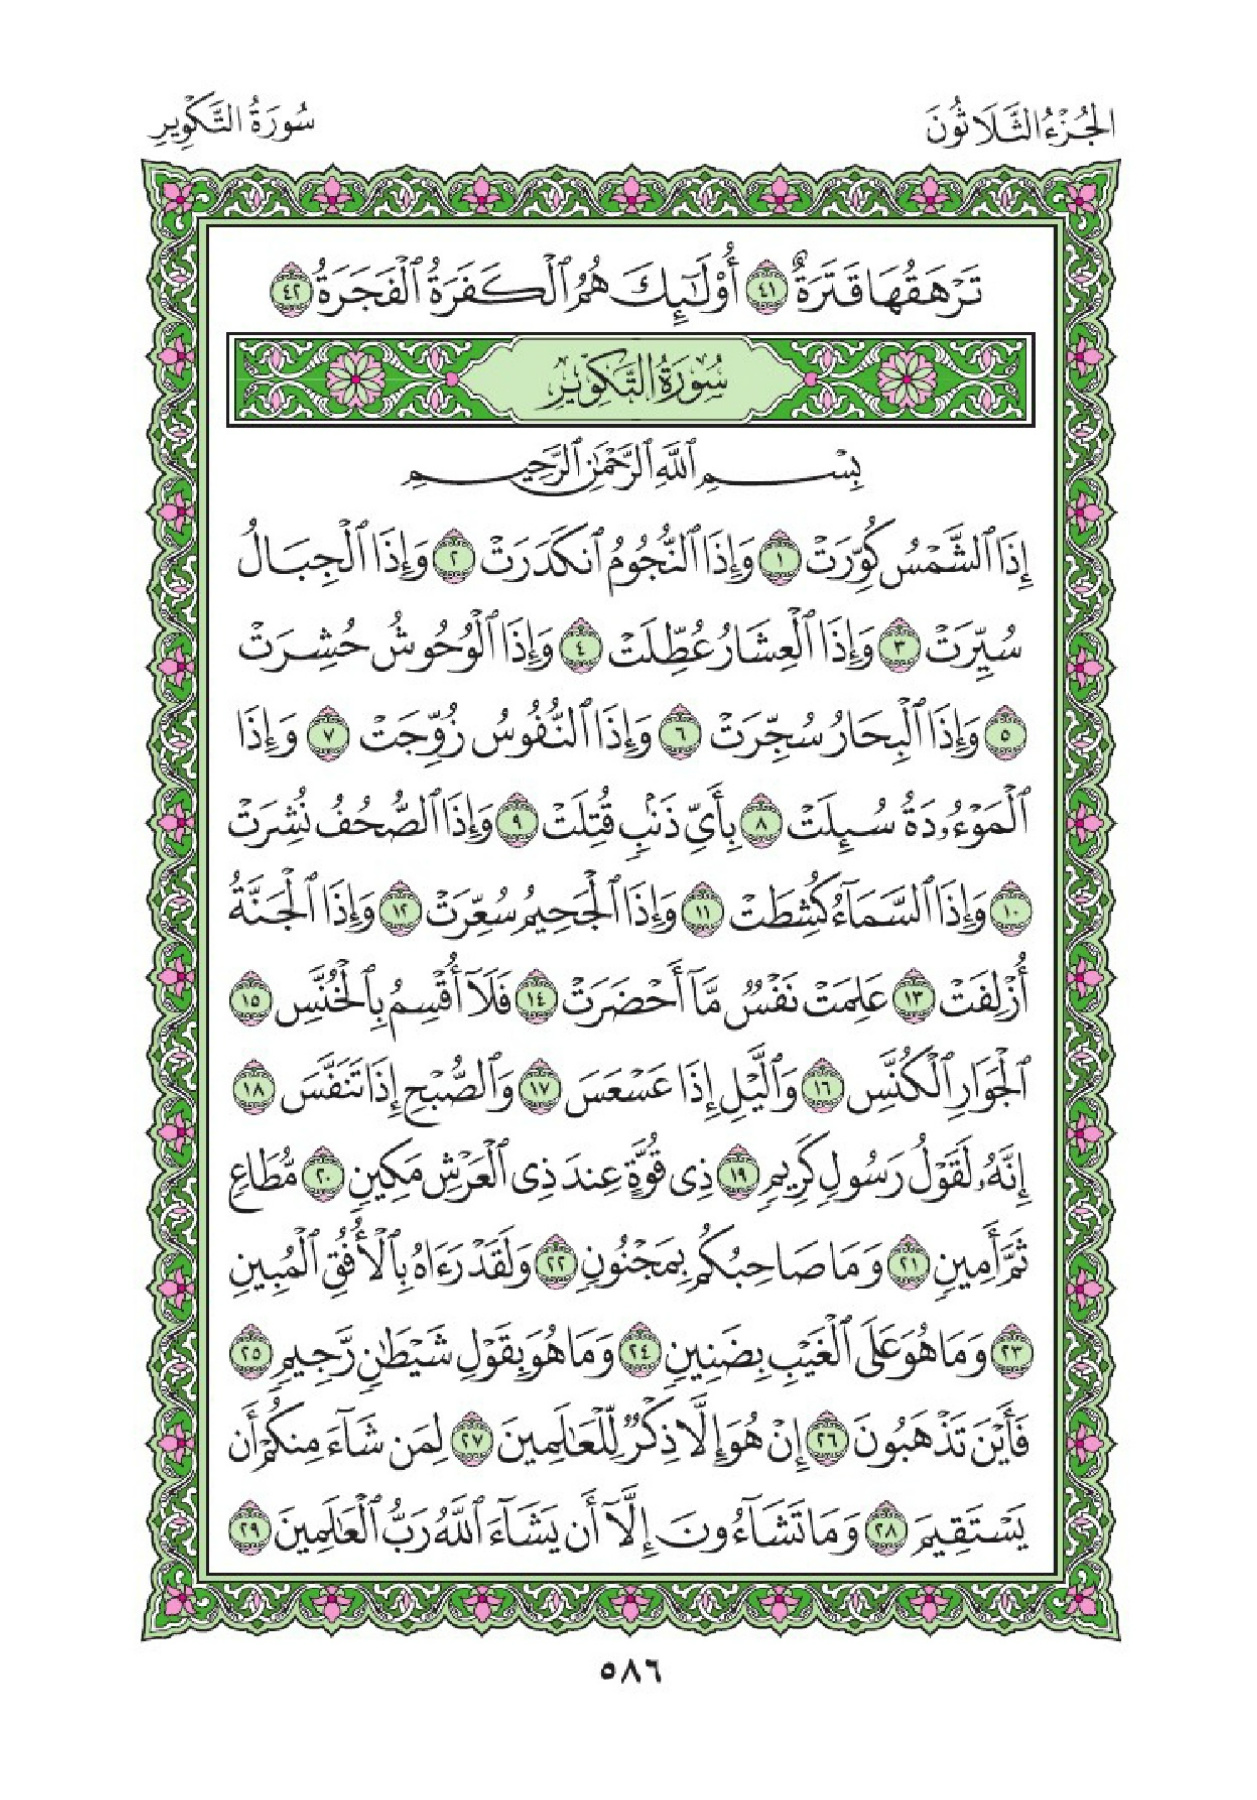 الجُزْءُ الثَّلَاثُونَ
سُورَةُ التَّكْوِيرِ
تَرْهَقُهَا قَتَرَةٌ ٤١ أُوْلَٰٓئِكَ هُمُ ٱلْكَفَرَةُ ٱلْفَجَرَةُ ٤٢
سُورَةُ التَّكْوِيرِ
بِسْمِ ٱللَّهِ ٱلرَّحْمَٰنِ ٱلرَّحِيمِ
إِذَا ٱلشَّمْسُ كُوِّرَتْ ١ وَإِذَا ٱلنُّجُومُ ٱنكَدَرَتْ ٢ وَإِذَا ٱلْجِبَالُ
سُيِّرَتْ ٣ وَإِذَا ٱلْعِشَارُ عُطِّلَتْ ٤ وَإِذَا ٱلْوُحُوشُ حُشِرَتْ
٥ وَإِذَا ٱلْبِحَارُ سُجِّرَتْ ٦ وَإِذَا ٱلنُّفُوسُ زُوِّجَتْ ٧ وَإِذَا
ٱلْمَوْءُۥدَةُ سُئِلَتْ ٨ بِأَيِّ ذَنۢبٍ قُتِلَتْ ٩ وَإِذَا ٱلصُّحُفُ نُشِرَتْ
١٠ وَإِذَا ٱلسَّمَآءُ كُشِطَتْ ١١ وَإِذَا ٱلْجَحِيمُ سُعِّرَتْ ١٢ وَإِذَا ٱلْجَنَّةُ
أُزْلِفَتْ ١٣ عَلِمَتْ نَفْسٌ مَّآ أَحْضَرَتْ ١٤ فَلَآ أُقْسِمُ بِٱلْخُنَّسِ ١٥
ٱلْجَوَارِ ٱلْكُنَّسِ ١٦ وَٱلَّيْلِ إِذَا عَسْعَسَ ١٧ وَٱلصُّبْحِ إِذَا تَنَفَّسَ ١٨
إِنَّهُۥ لَقَوْلُ رَسُولٍ كَرِيمٍ ١٩ ذِى قُوَّةٍ عِندَ ذِى ٱلْعَرْشِ مَكِينٍ ٢٠ مُّطَاعٍ
ثَمَّ أَمِينٍ ٢١ وَمَا صَاحِبُكُم بِمَجْنُونٍ ٢٢ وَلَقَدْ رَءَاهُ بِٱلْأُفُقِ ٱلْمُبِينِ
٢٣ وَمَا هُوَ عَلَى ٱلْغَيْبِ بِضَنِينٍ ٢٤ وَمَا هُوَ بِقَوْلِ شَيْطَٰنٍ رَّجِيمٍ ٢٥
فَأَيْنَ تَذْهَبُونَ ٢٦ إِنْ هُوَ إِلَّا ذِكْرٌ لِّلْعَٰلَمِينَ ٢٧ لِمَن شَآءَ مِنكُمْ أَن
يَسْتَقِيمَ ٢٨ وَمَا تَشَآءُونَ إِلَّآ أَن يَشَآءَ ٱللَّهُ رَبُّ ٱلْعَٰلَمِينَ ٢٩
٥٨٦